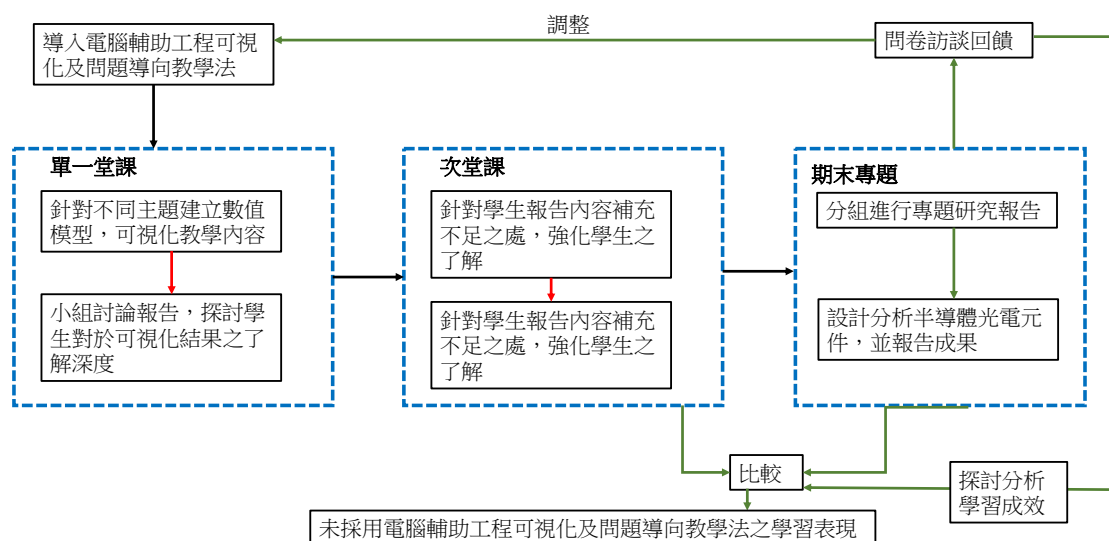 調整
導入電腦輔助工程可視
化及問題導向教學法
問卷訪談回饋
單一堂課
針對不同主題建立數值
模型，可視化教學內容
小組討論報告，探討學
生對於可視化結果之了
解深度
次堂課
針對學生報告內容補充
不足之處，強化學生之
了解
針對學生報告內容補充
不足之處，強化學生之
了解
期末專題
分組進行專題研究報告
設計分析半導體光電元
件，並報告成果
比較
探討分析
學習成效
未採用電腦輔助工程可視化及問題導向教學法之學習表現